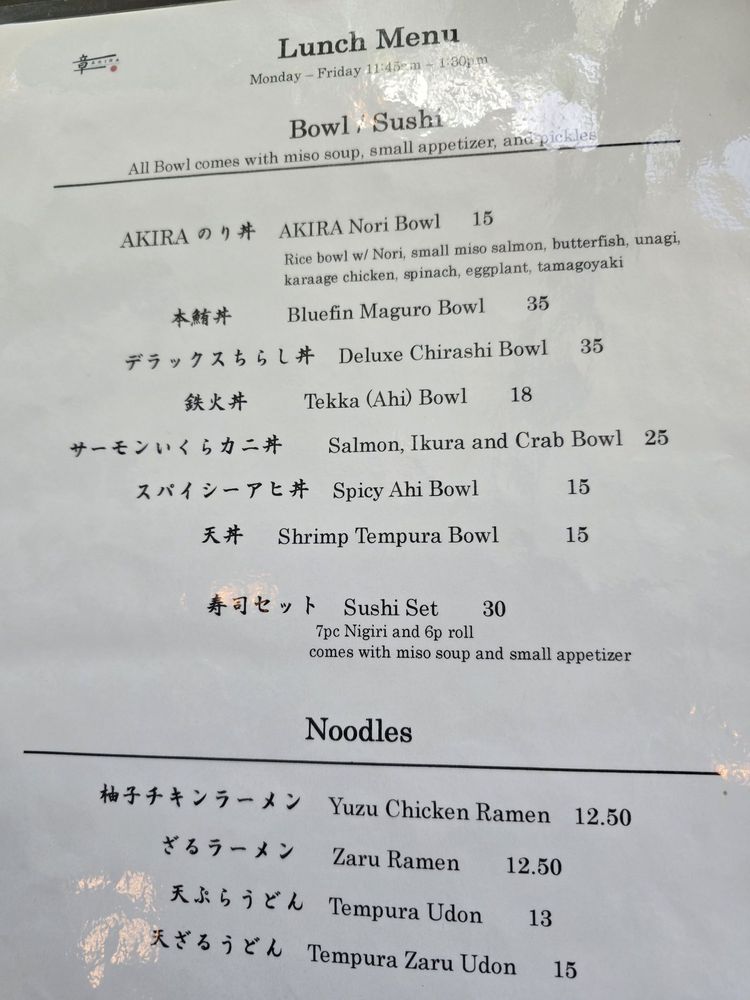 章 AKIRA
Lunch Menu
Monday – Friday 11:45am – 1:30pm
Bowl / Sushi
All Bowl comes with miso soup, small appetizer, and pickles
AKIRA のり丼 AKIRA Nori Bowl 15
Rice bowl w/ Nori, small miso salmon, butterfish, unagi,
karaage chicken, spinach, eggplant, tamagoyaki
本鮪丼 Bluefin Maguro Bowl 35
デラックスちらし丼 Deluxe Chirashi Bowl 35
鉄火丼 Tekka (Ahi) Bowl 18
サーモンいくらカニ丼 Salmon, Ikura and Crab Bowl 25
スパイシーアヒ丼 Spicy Ahi Bowl 15
天丼 Shrimp Tempura Bowl 15
寿司セット Sushi Set 30
7pc Nigiri and 6p roll
comes with miso soup and small appetizer
Noodles
柚子チキンラーメン Yuzu Chicken Ramen 12.50
ざるラーメン Zaru Ramen 12.50
天ぷらうどん Tempura Udon 13
天ざるうどん Tempura Zaru Udon 15